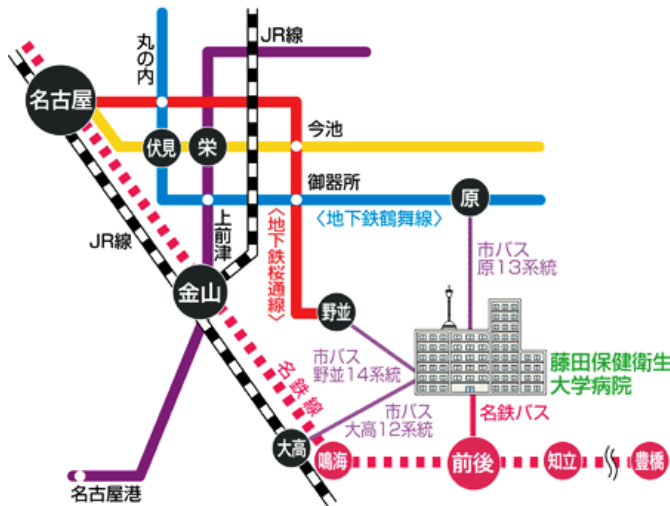 JR線
丸の内
名古屋
伏見
栄
今池
御器所
原
〈地下鉄鶴舞線〉
上前津
〈地下鉄桜通線〉
JR線
市バス
原13系統
金山
野並
藤田保健衛生
大学病院
市バス
野並14系統
名鉄線
市バス
大高12系統
名鉄バス
大高
鳴海
前後
知立
豊橋
名古屋港